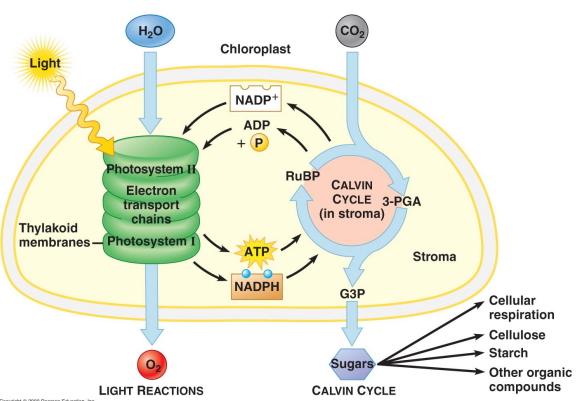 H₂O
CO₂
Chloroplast
Light
NADP⁺
ADP
+ P
Photosystem II
RuBP
Electron
transport
chains
CALVIN
CYCLE
(in stroma)
3-PGA
Thylakoid
membranes
Photosystem I
ATP
Stroma
NADPH
G3P
Cellular
respiration
Cellulose
O₂
Sugars
Starch
Other organic
compounds
LIGHT REACTIONS
CALVIN CYCLE